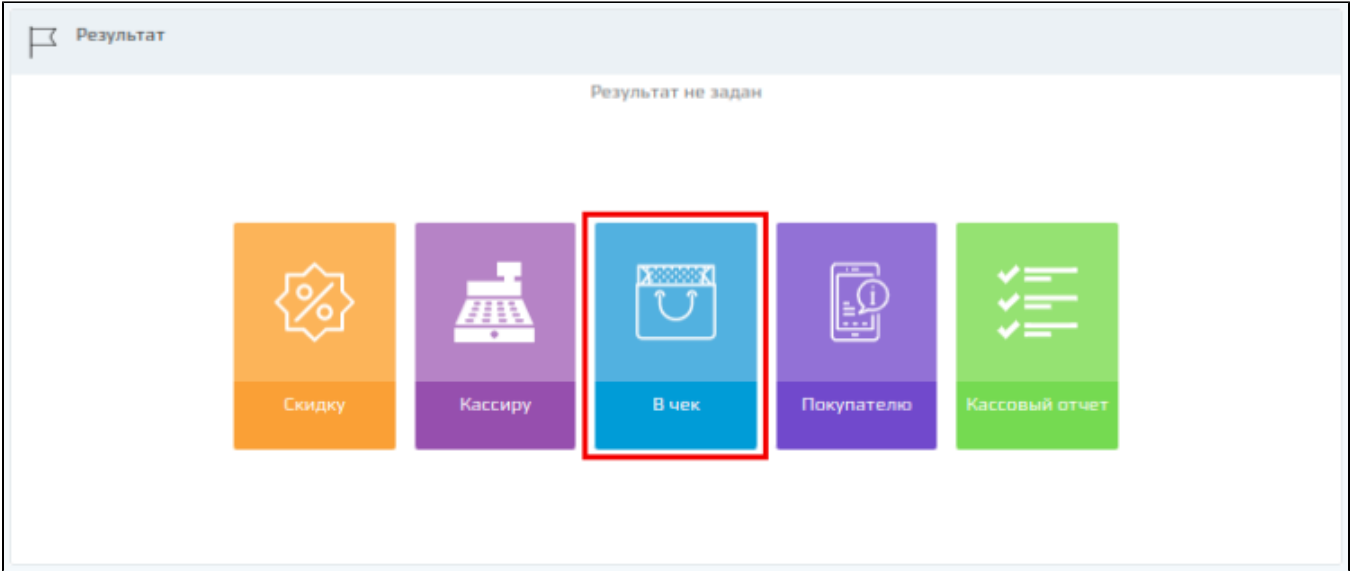 Результат
Результат не задан
Скидку
Кассиру
В чек
Покупателю
Кассовый отчет